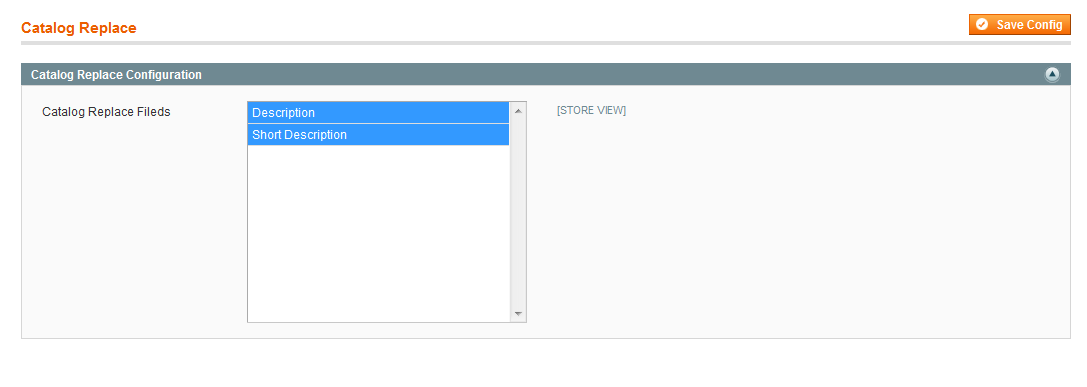 Catalog Replace
Save Config
Catalog Replace Configuration
Catalog Replace Fileds
Description
[STORE VIEW]
Short Description